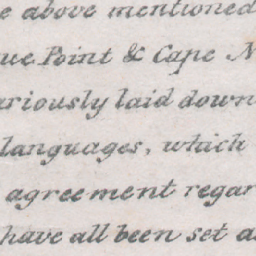 e above mentioned
ue Point & Cape N
ariously laid down
languages, which
agreement regar
have all been set a